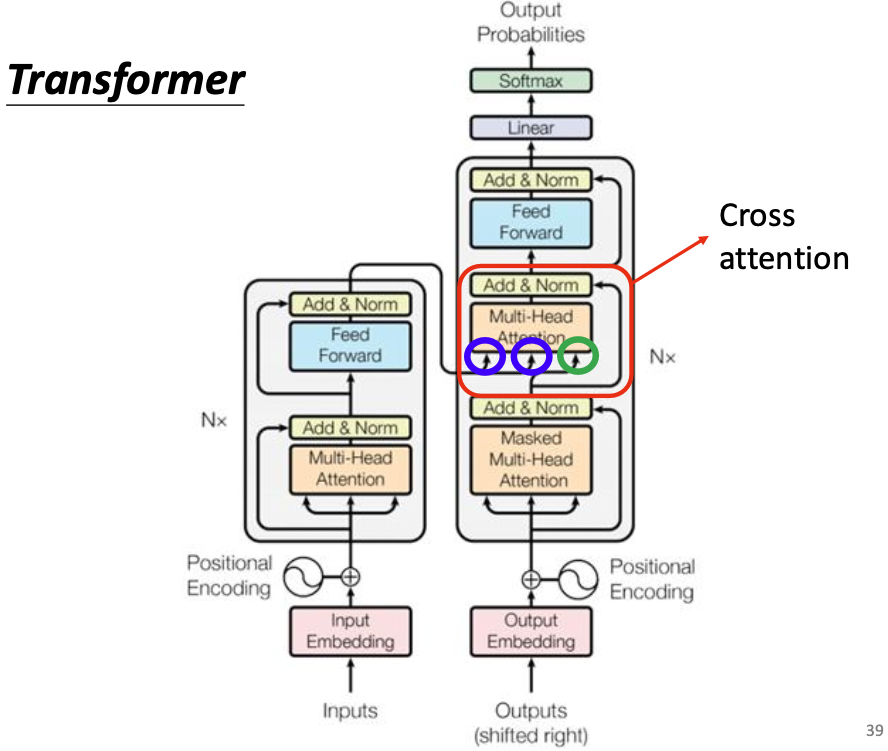 Transformer
Output
Probabilities
Softmax
Linear
Add & Norm
Feed
Forward
Add & Norm
Multi-Head
Attention
Cross
attention
N×
Add & Norm
Masked
Multi-Head
Attention
Add & Norm
Feed
Forward
N×
Add & Norm
Multi-Head
Attention
Positional
Encoding
Positional
Encoding
Input
Embedding
Output
Embedding
Inputs
Outputs
(shifted right)
39